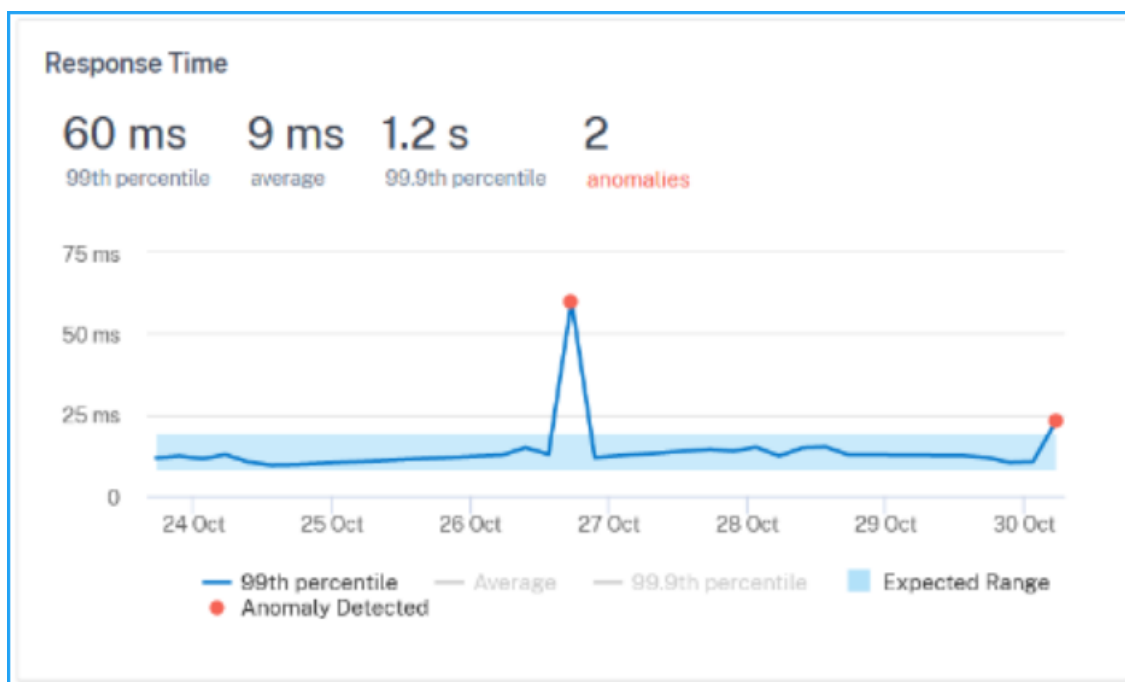 Response Time
60 ms 9 ms 1.2 s 2
99th percentile average 99.9th percentile anomalies
75 ms
50 ms
25 ms
0
24 Oct 25 Oct 26 Oct 27 Oct 28 Oct 29 Oct 30 Oct
99th percentile Average 99.9th percentile Expected Range
Anomaly Detected